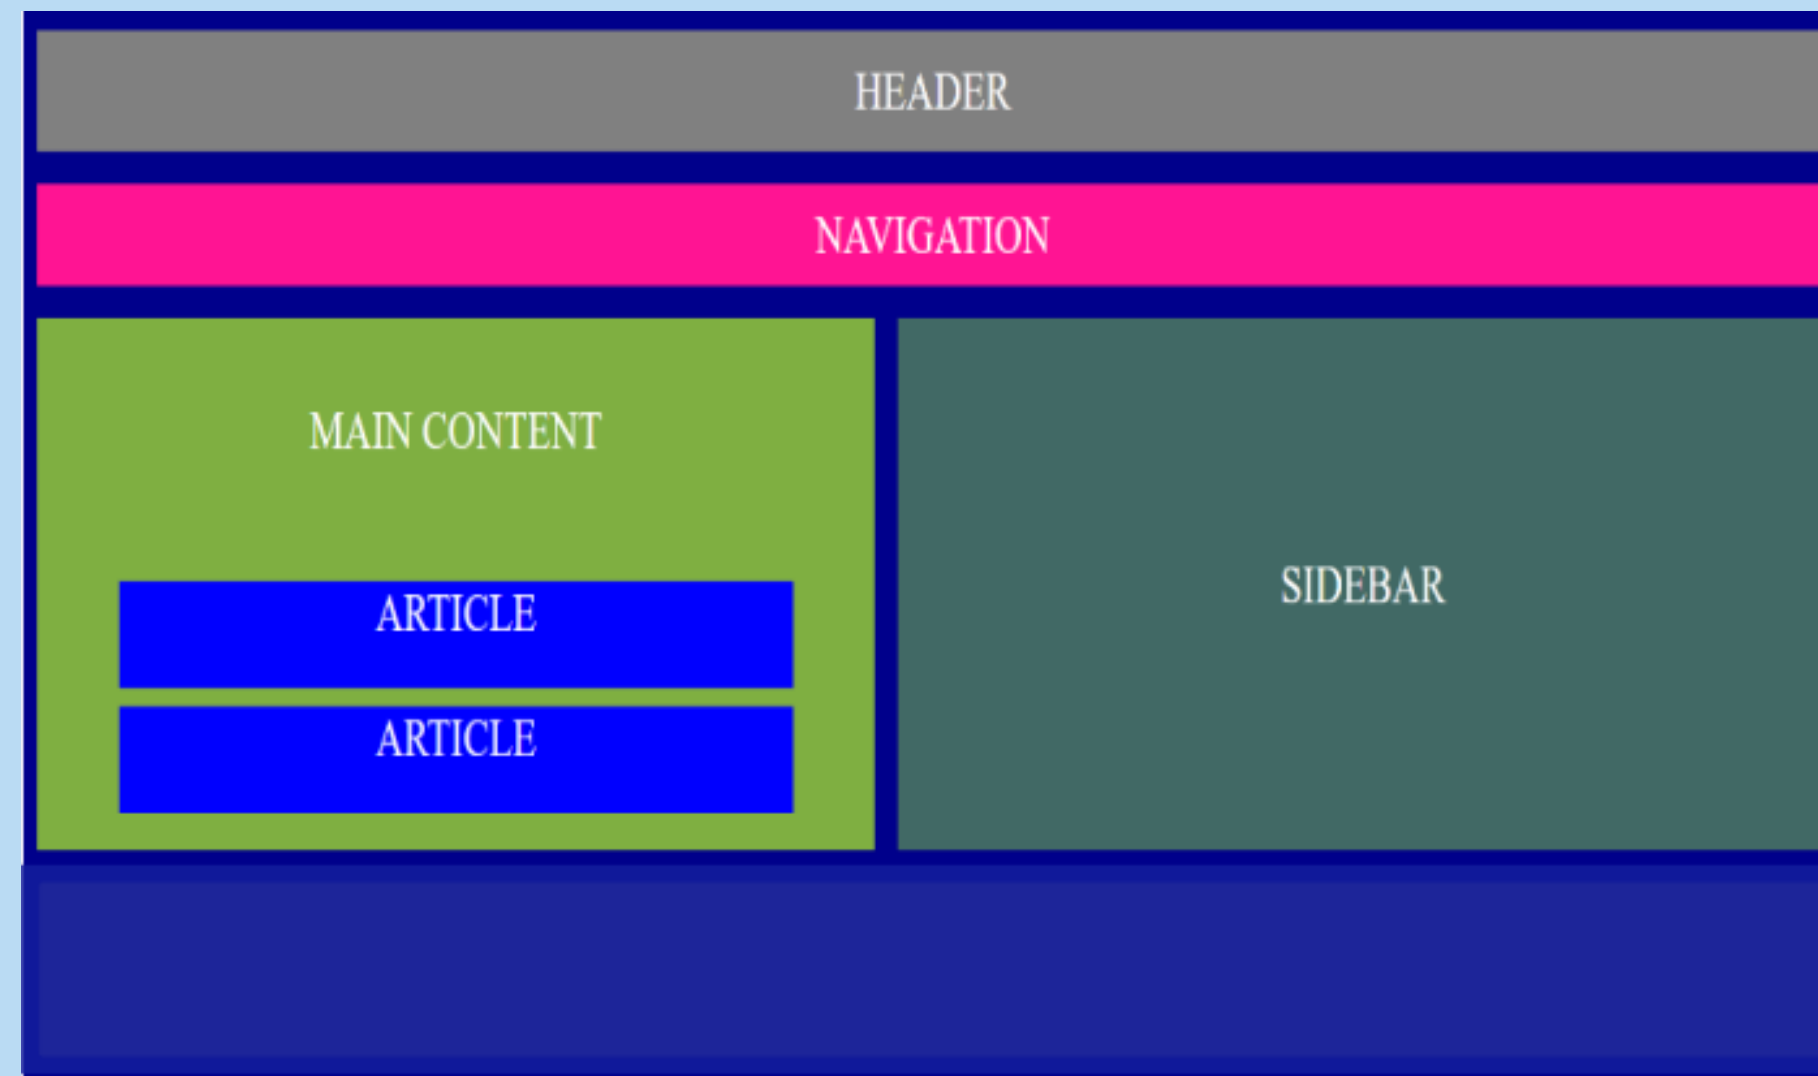 HEADER
NAVIGATION
MAIN CONTENT
ARTICLE
ARTICLE
SIDEBAR